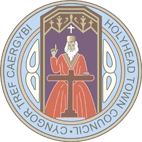 CYNGOR TREF CAERGYBI
HOLYHEAD TOWN COUNCIL